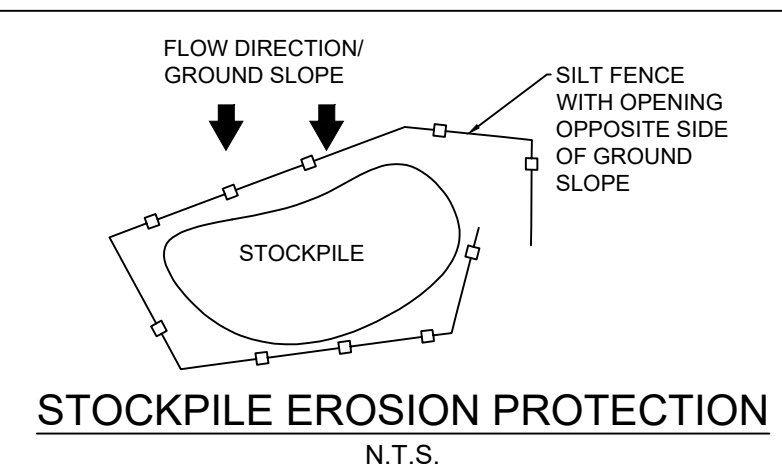 FLOW DIRECTION/
GROUND SLOPE
SILT FENCE
WITH OPENING
OPPOSITE SIDE
OF GROUND
SLOPE
STOCKPILE
STOCKPILE EROSION PROTECTION
N.T.S.